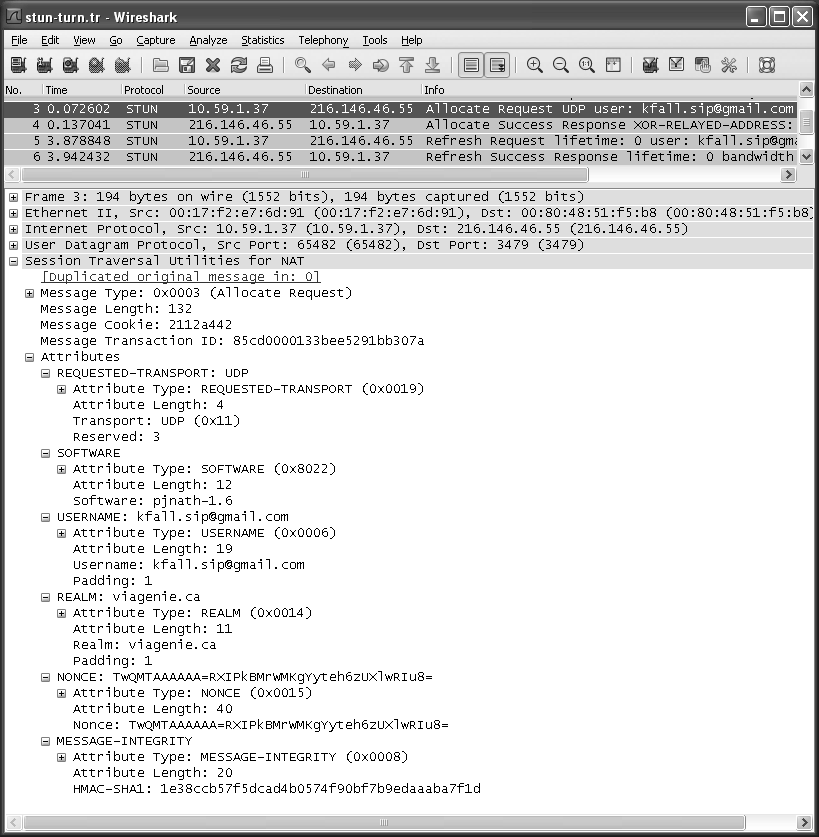 stun-turn.tr - Wireshark
File Edit View Go Capture Analyze Statistics Telephony Tools Help
No. Time Protocol Source Destination Info
3 0.072602 STUN 10.59.1.37 216.146.46.55 Allocate Request UDP user: kfall.sip@gmail.com
4 0.137041 STUN 216.146.46.55 10.59.1.37 Allocate Success Response XOR-RELAYED-ADDRESS:
5 3.878848 STUN 10.59.1.37 216.146.46.55 Refresh Request lifetime: 0 user: kfall.sip@gma
6 3.942432 STUN 216.146.46.55 10.59.1.37 Refresh Success Response lifetime: 0 bandwidth
Frame 3: 194 bytes on wire (1552 bits), 194 bytes captured (1552 bits)
Ethernet II, Src: 00:17:f2:e7:6d:91 (00:17:f2:e7:6d:91), Dst: 00:80:48:51:f5:b8 (00:80:48:51:f5:b8)
Internet Protocol, Src: 10.59.1.37 (10.59.1.37), Dst: 216.146.46.55 (216.146.46.55)
User Datagram Protocol, Src Port: 65482 (65482), Dst Port: 3479 (3479)
Session Traversal Utilities for NAT
[Duplicated original message in: 0]
Message Type: 0x0003 (Allocate Request)
Message Length: 132
Message Cookie: 2112a442
Message Transaction ID: 85cd0000133bee5291bb307a
Attributes
REQUESTED-TRANSPORT: UDP
Attribute Type: REQUESTED-TRANSPORT (0x0019)
Attribute Length: 4
Transport: UDP (0x11)
Reserved: 3
SOFTWARE
Attribute Type: SOFTWARE (0x8022)
Attribute Length: 12
Software: pjnath-1.6
USERNAME: kfall.sip@gmail.com
Attribute Type: USERNAME (0x0006)
Attribute Length: 19
Username: kfall.sip@gmail.com
Padding: 1
REALM: viagenie.ca
Attribute Type: REALM (0x0014)
Attribute Length: 11
Realm: viagenie.ca
Padding: 1
NONCE: TwQMTAAAAAA=RXIPkBMrWMKgYyteh6zUXlwRIu8=
Attribute Type: NONCE (0x0015)
Attribute Length: 40
Nonce: TwQMTAAAAAA=RXIPkBMrWMKgYyteh6zUXlwRIu8=
MESSAGE-INTEGRITY
Attribute Type: MESSAGE-INTEGRITY (0x0008)
Attribute Length: 20
HMAC-SHA1: 1e38ccb57f5dcad4b0574f90bf7b9edaaaba7f1d